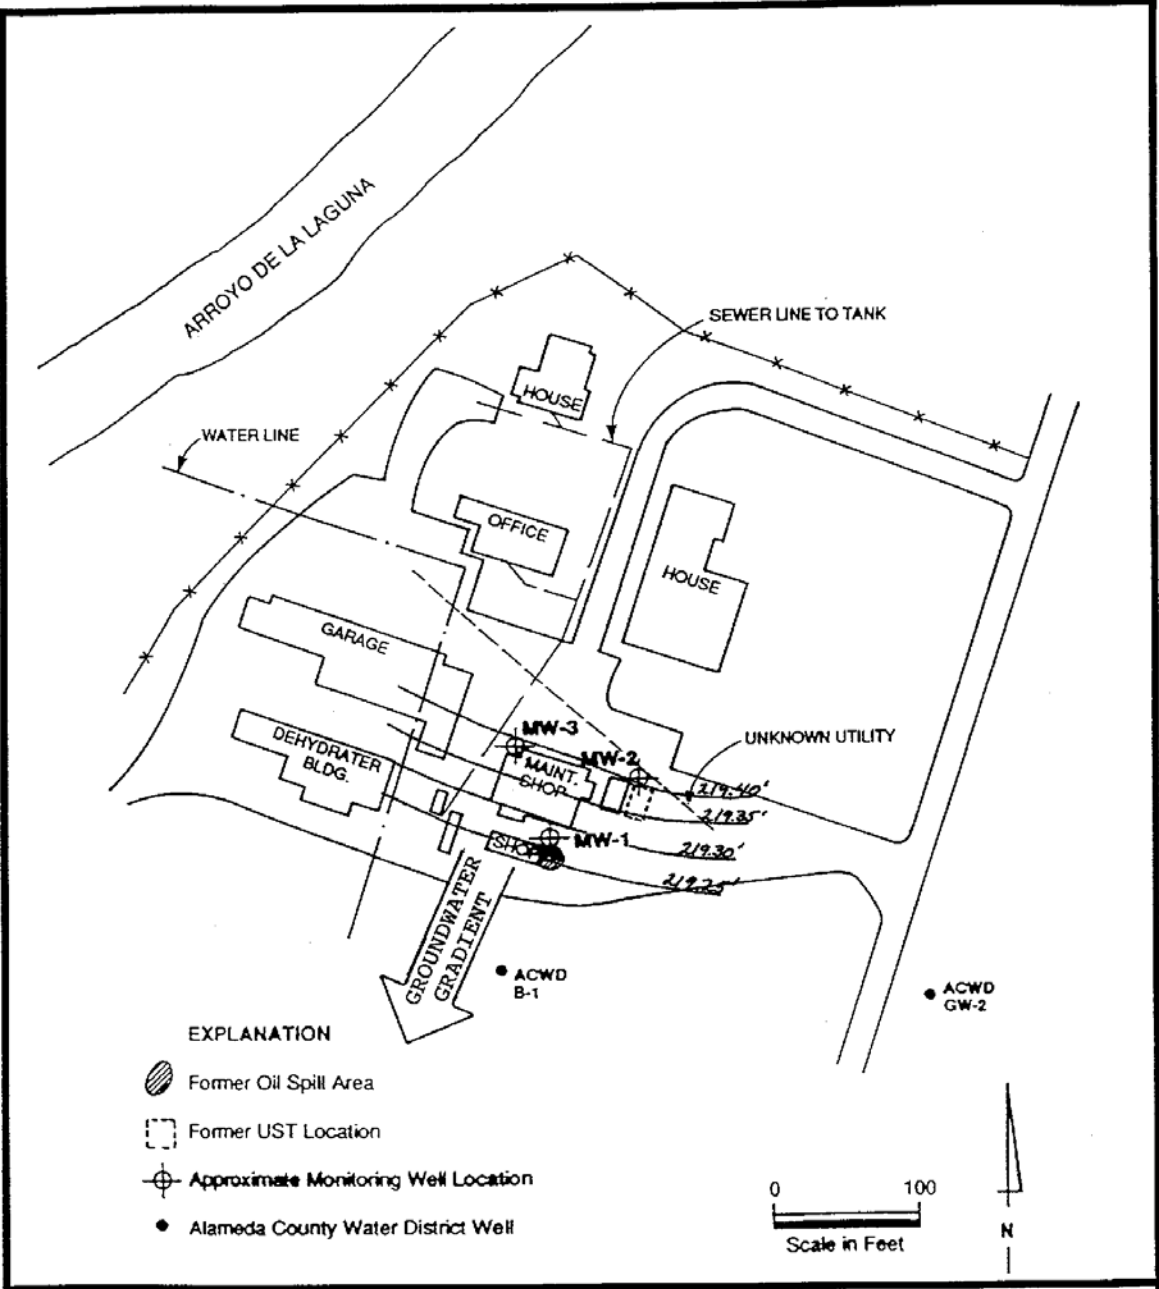 ARROYO DE LA LAGUNA
SEWER LINE TO TANK
HOUSE
WATER LINE
OFFICE
HOUSE
GARAGE
MW-3
DEHYDRATER
BLDG.
MW-2
UNKNOWN UTILITY
MAINT-
SHOP
219.40'
219.35'
MW-1
219.30'
SHOP
219.25'
GROUNDWATER
GRADIENT
ACWD
B-1
ACWD
GW-2
EXPLANATION
Former Oil Spill Area
Former UST Location
Approximate Monitoring Well Location
Alameda County Water District Well
0 100
Scale in Feet
N